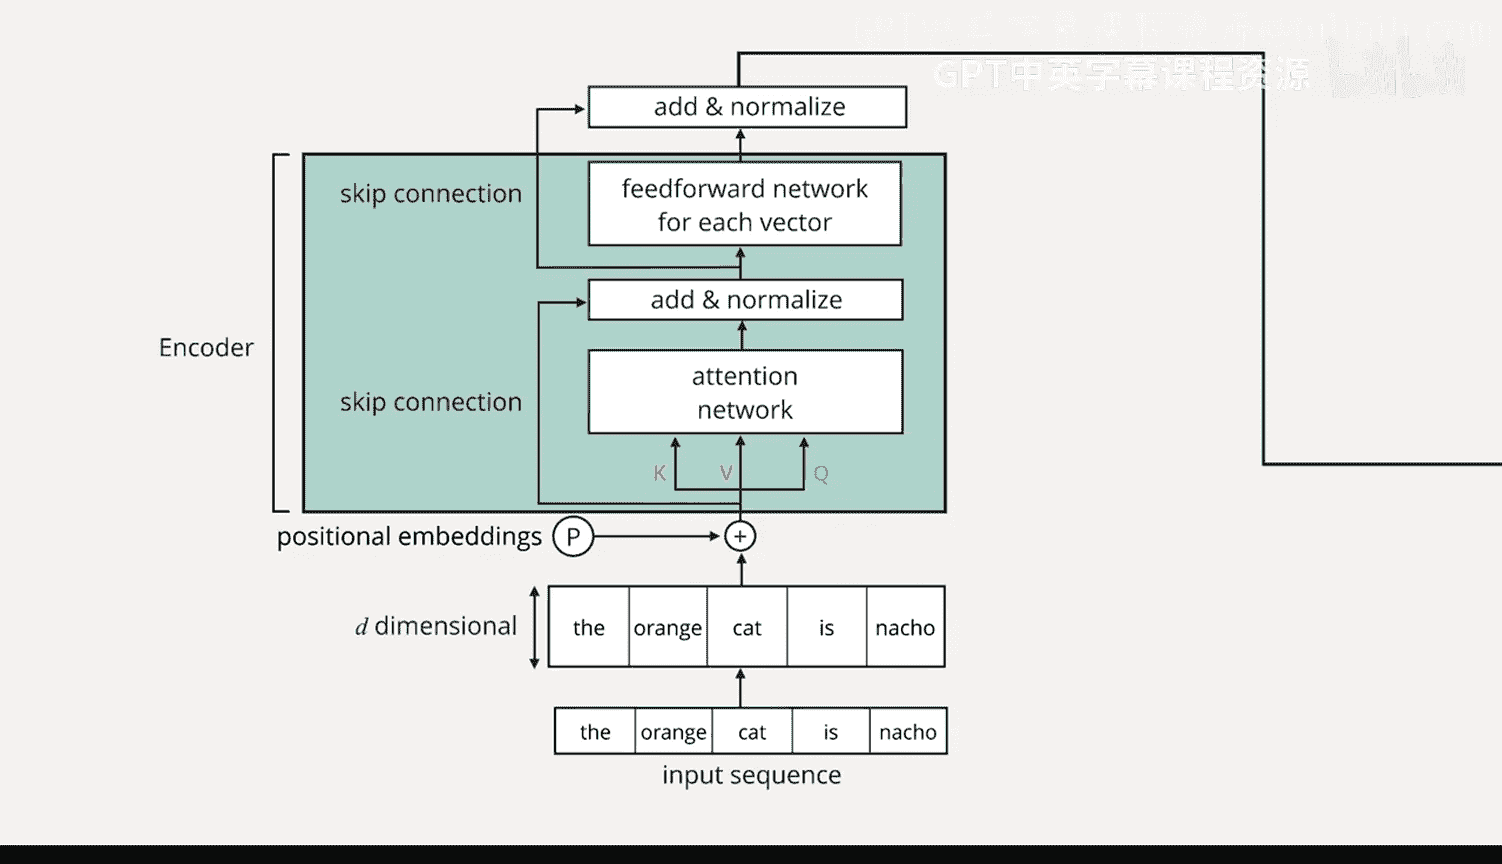 GPT中英字幕课程资源
add & normalize
skip connection
feedforward network
for each vector
add & normalize
Encoder
attention
network
skip connection
K V Q
positional embeddings P +
d dimensional
the orange cat is nacho
the orange cat is nacho
input sequence